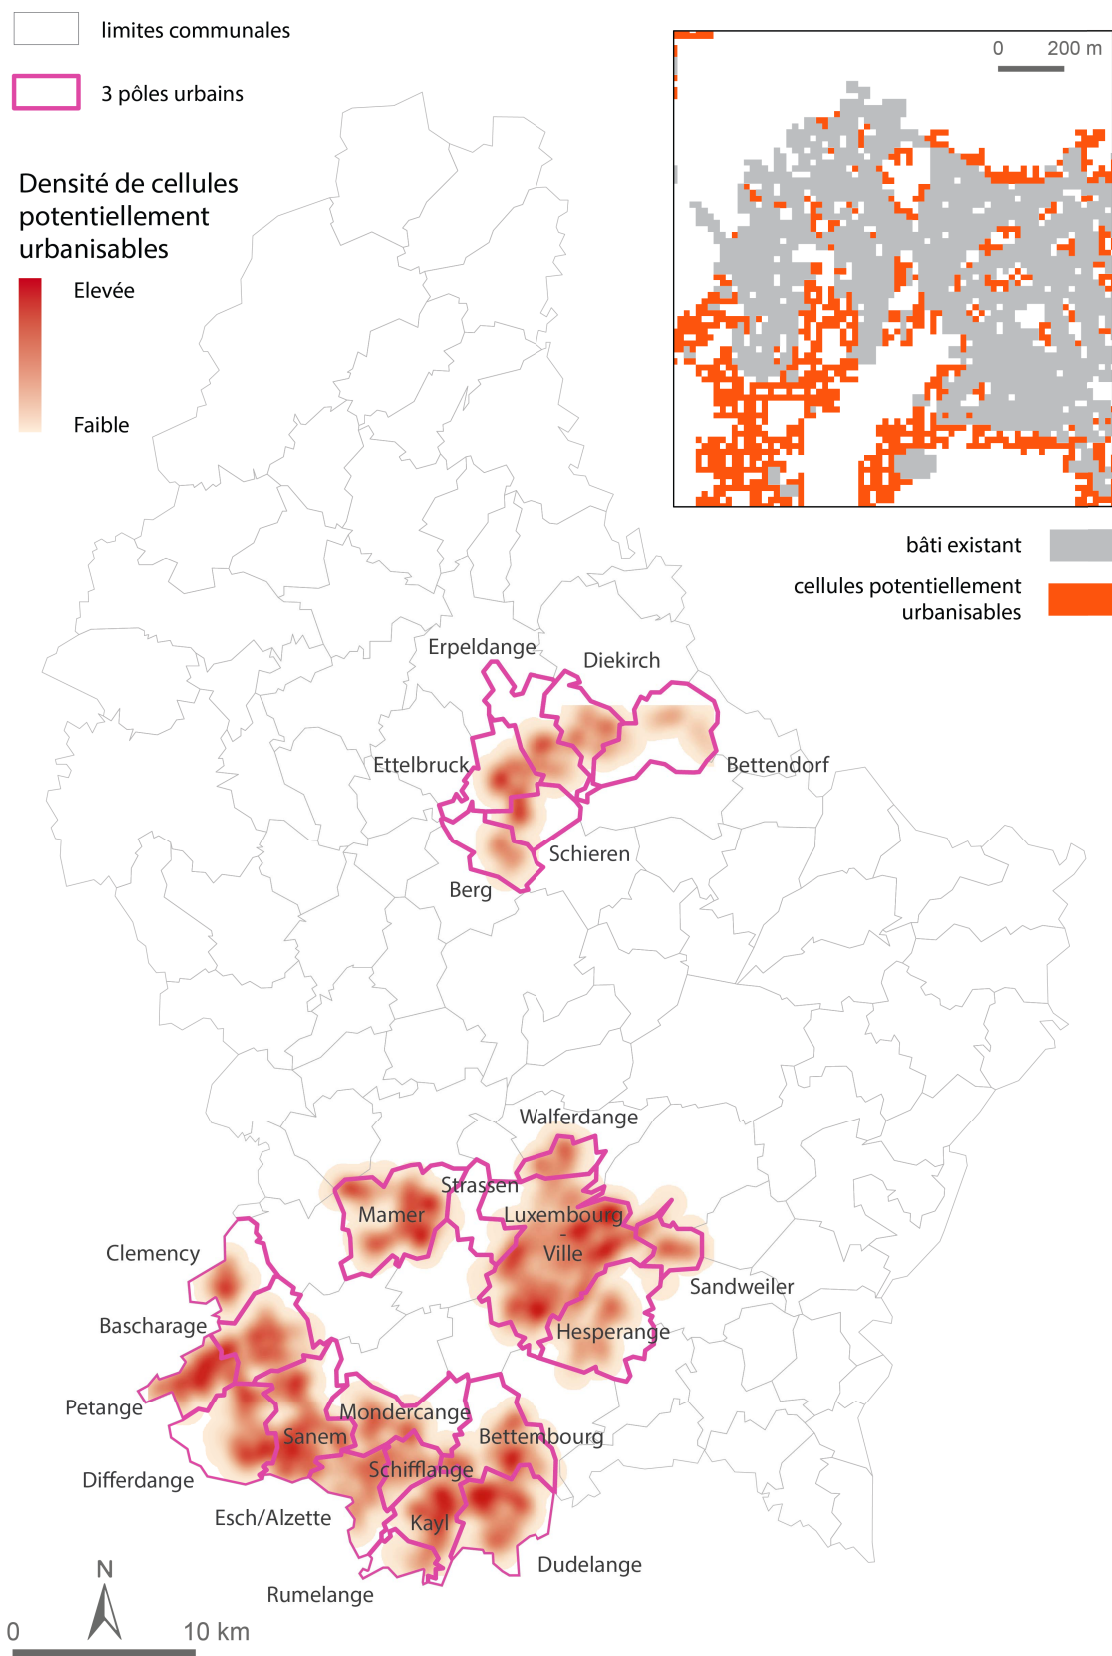 limites communales
3 pôles urbains
Densité de cellules
potentiellement
urbanisables
Elevée
Faible
0 200 m
bâti existant
cellules potentiellement
urbanisables
Erpeldange
Diekirch
Ettelbruck
Bettendorf
Schieren
Berg
Walferdange
Strassen
Mamer
Luxembourg
-
Ville
Clemency
Sandweiler
Bascharage
Hesperange
Petange
Mondercange
Sanem
Bettembourg
Schifflange
Differdange
Esch/Alzette
Kayl
Dudelange
Rumelange
N
0 10 km